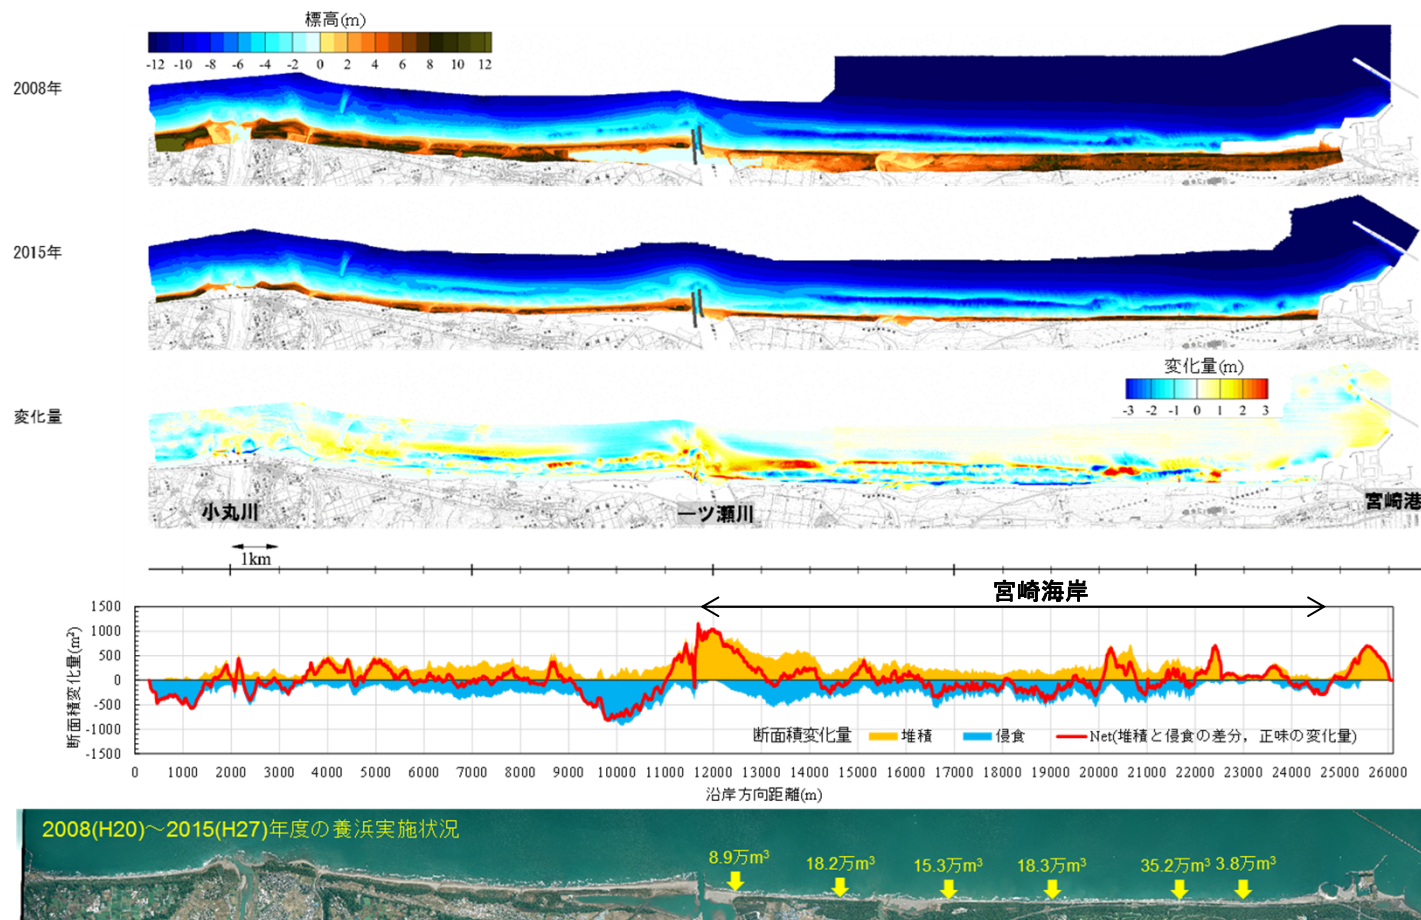 標高(m)
-12 -10 -8 -6 -4 -2 0 2 4 6 8 10 12
2008年
2015年
変化量(m)
-3 -2 -1 0 1 2 3
変化量
小丸川
一ツ瀬川
宮崎港
1km
宮崎海岸
断面積変化量(m²)
1500
1000
500
0
-500
-1000
-1500
断面積変化量 堆積 侵食 Net(堆積と侵食の差分，正味の変化量)
0 1000 2000 3000 4000 5000 6000 7000 8000 9000 10000 11000 12000 13000 14000 15000 16000 17000 18000 19000 20000 21000 22000 23000 24000 25000 26000
沿岸方向距離(m)
2008(H20)～2015(H27)年度の養浜実施状況
8.9万m³ 18.2万m³ 15.3万m³ 18.3万m³ 35.2万m³ 3.8万m³